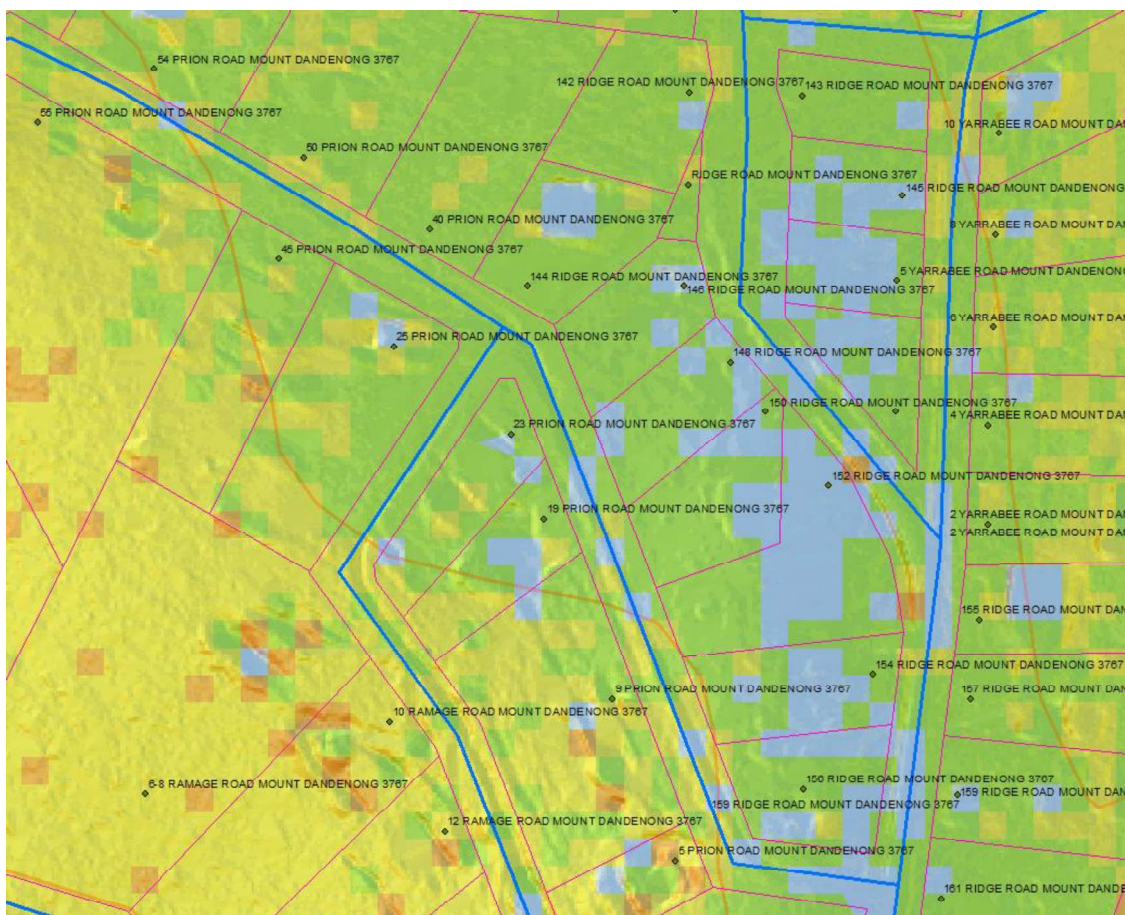 54 PRION ROAD MOUNT DANDENONG 3767
142 RIDGE ROAD MOUNT DANDENONG 3767
143 RIDGE ROAD MOUNT DANDENONG 3767
55 PRION ROAD MOUNT DANDENONG 3767
10 YARRABEE ROAD MOUNT DA
50 PRION ROAD MOUNT DANDENONG 3767
RIDGE ROAD MOUNT DANDENONG 3767
145 RIDGE ROAD MOUNT DANDENONG
40 PRION ROAD MOUNT DANDENONG 3767
8 YARRABEE ROAD MOUNT DA
45 PRION ROAD MOUNT DANDENONG 3767
144 RIDGE ROAD MOUNT DANDENONG 3767
5 YARRABEE ROAD MOUNT DANDENONG
146 RIDGE ROAD MOUNT DANDENONG 3767
6 YARRABEE ROAD MOUNT DA
25 PRION ROAD MOUNT DANDENONG 3767
148 RIDGE ROAD MOUNT DANDENONG 3767
150 RIDGE ROAD MOUNT DANDENONG 3767
4 YARRABEE ROAD MOUNT DA
23 PRION ROAD MOUNT DANDENONG 3767
152 RIDGE ROAD MOUNT DANDENONG 3767
19 PRION ROAD MOUNT DANDENONG 3767
2 YARRABEE ROAD MOUNT DA
2 YARRABEE ROAD MOUNT DA
155 RIDGE ROAD MOUNT DAN
154 RIDGE ROAD MOUNT DANDENONG 3767
9 PRION ROAD MOUNT DANDENONG 3767
157 RIDGE ROAD MOUNT DAN
10 RAMAGE ROAD MOUNT DANDENONG 3767
156 RIDGE ROAD MOUNT DANDENONG 3767
6-8 RAMAGE ROAD MOUNT DANDENONG 3767
159 RIDGE ROAD MOUNT DAN
159 RIDGE ROAD MOUNT DANDENONG 3767
12 RAMAGE ROAD MOUNT DANDENONG 3767
5 PRION ROAD MOUNT DANDENONG 3767
161 RIDGE ROAD MOUNT DANDE